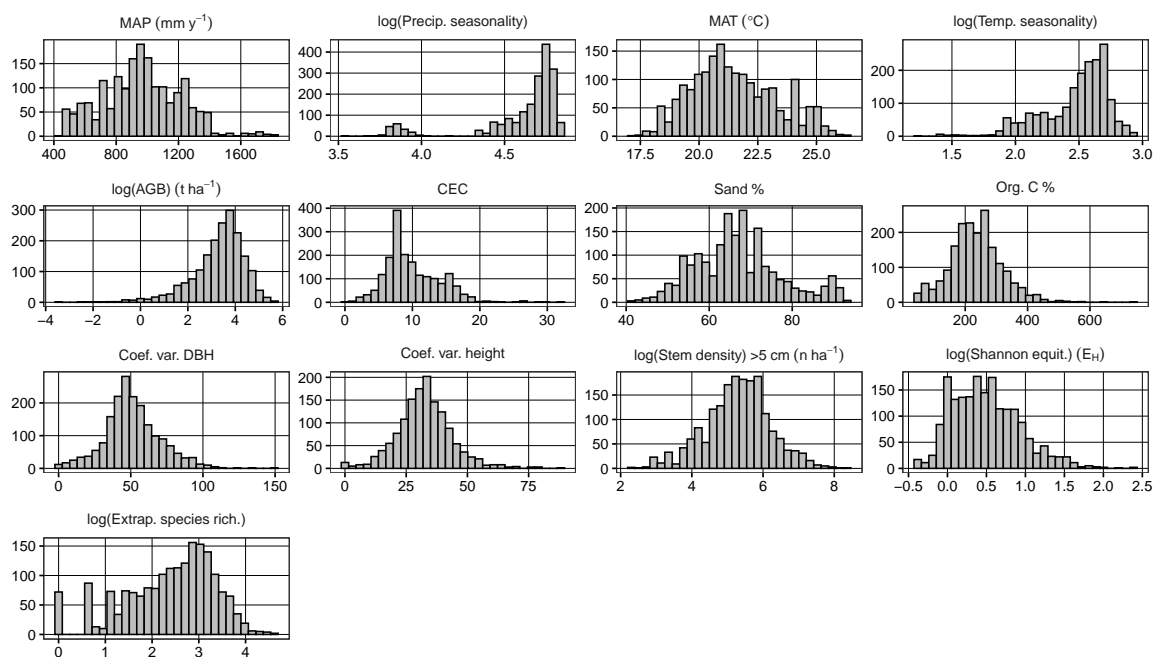 MAP (mm y⁻¹)
log(Precip. seasonality)
MAT (°C)
log(Temp. seasonality)
150
100
50
0
400 800 1200 1600
400
300
200
100
0
3.5 4.0 4.5
150
100
50
0
17.5 20.0 22.5 25.0
200
100
0
1.5 2.0 2.5 3.0
log(AGB) (t ha⁻¹)
CEC
Sand %
Org. C %
300
200
100
0
−4 −2 0 2 4 6
400
300
200
100
0
0 10 20 30
200
150
100
50
0
40 60 80
200
100
0
200 400 600
Coef. var. DBH
Coef. var. height
log(Stem density) >5 cm (n ha⁻¹)
log(Shannon equit.) (E_H)
200
100
0
0 50 100 150
200
150
100
50
0
0 25 50 75
150
100
50
0
2 4 6 8
150
100
50
0
−0.5 0.0 0.5 1.0 1.5 2.0 2.5
log(Extrap. species rich.)
150
100
50
0
0 1 2 3 4